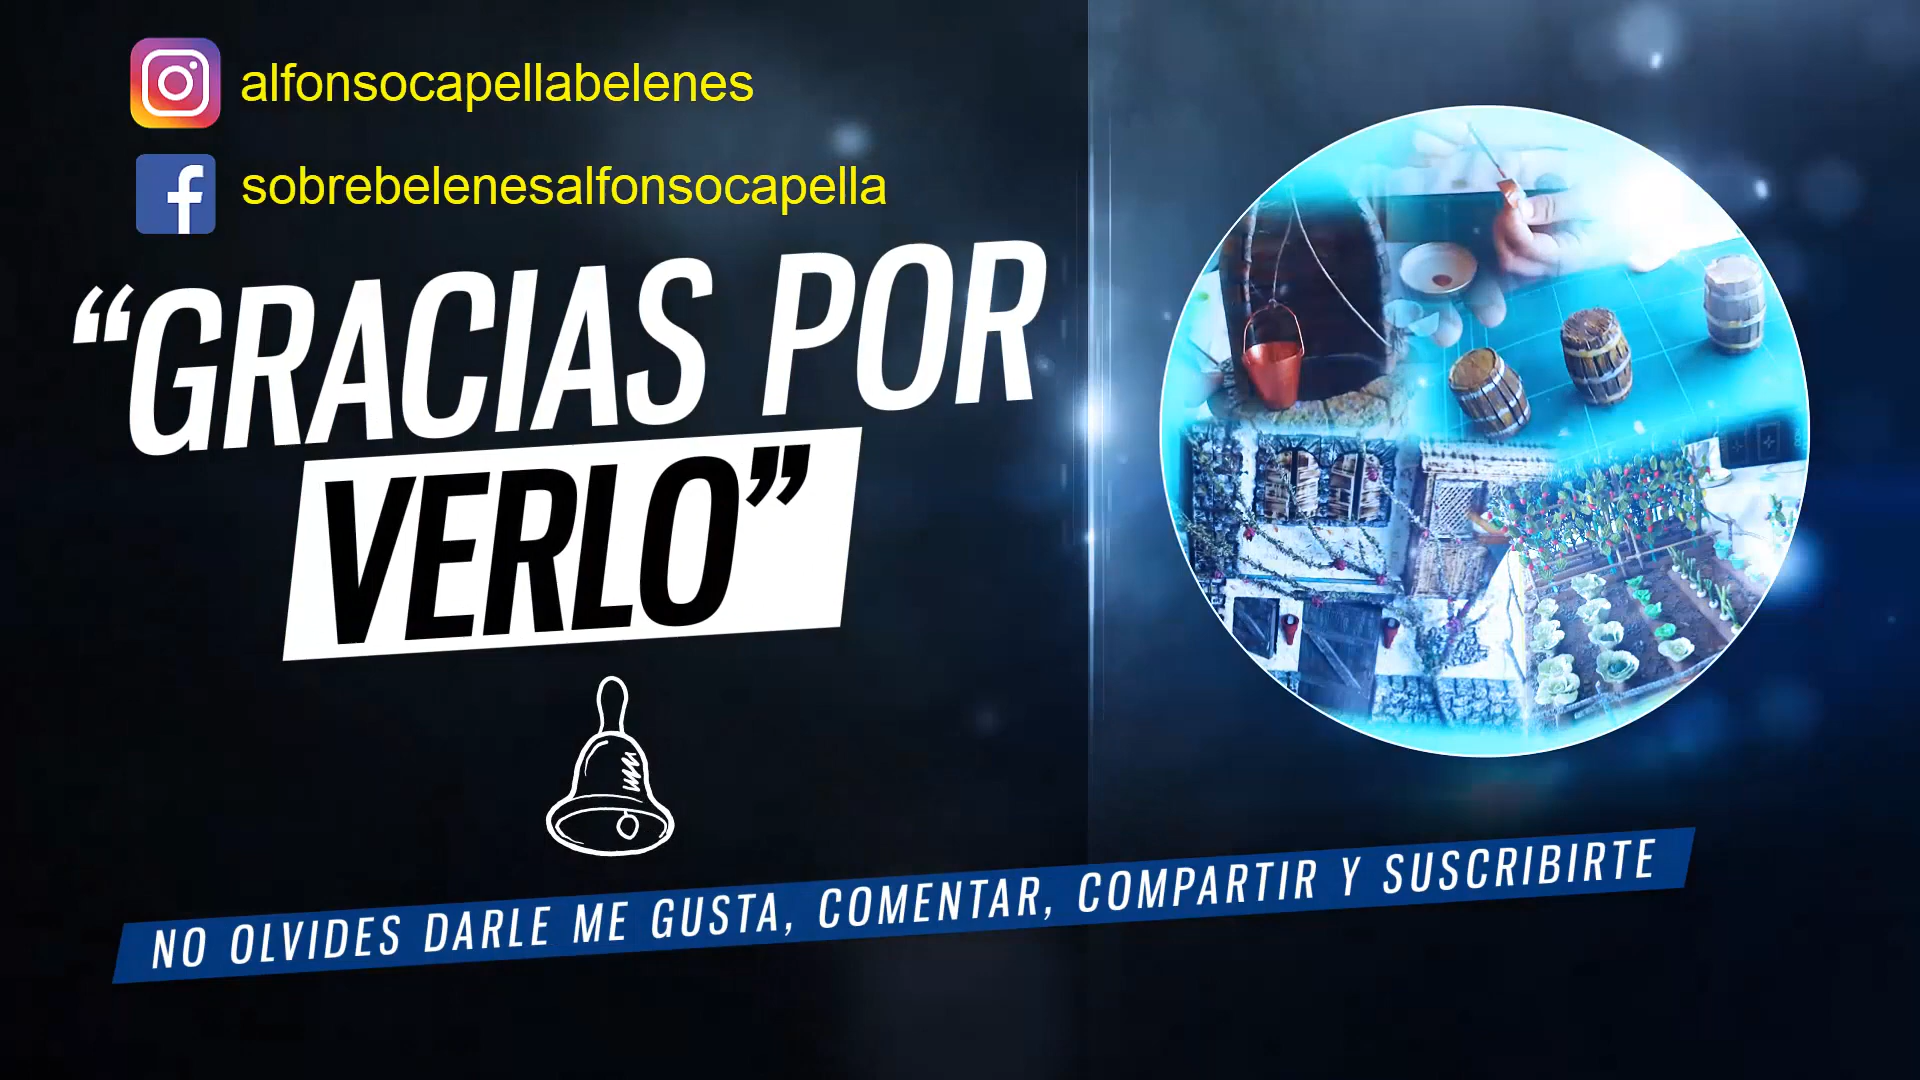 alfonsocapellabelenes
sobrebelenesalfonsocapella
“GRACIAS POR
VERLO”
NO OLVIDES DARLE ME GUSTA, COMENTAR, COMPARTIR Y SUSCRIBIRTE